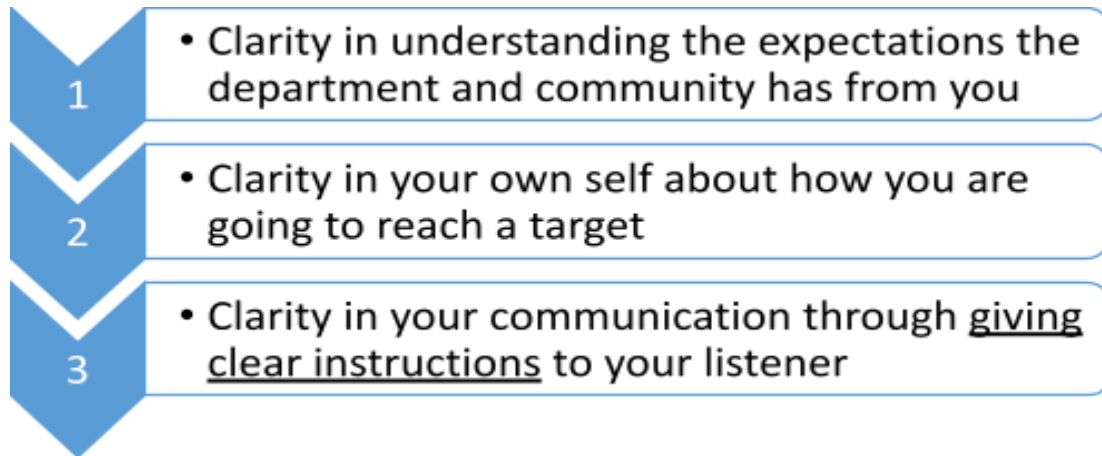 1
• Clarity in understanding the expectations the
department and community has from you
2
• Clarity in your own self about how you are
going to reach a target
3
• Clarity in your communication through giving
clear instructions to your listener